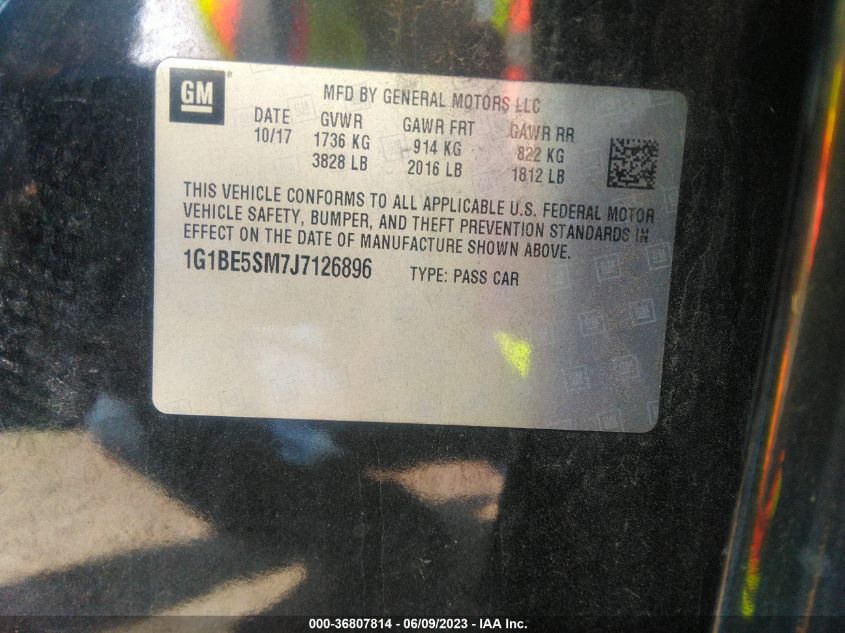 GM ®
MFD BY GENERAL MOTORS LLC
DATE GVWR GAWR FRT GAWR RR
10/17 1736 KG 914 KG 822 KG
3828 LB 2016 LB 1812 LB
THIS VEHICLE CONFORMS TO ALL APPLICABLE U.S. FEDERAL MOTOR
VEHICLE SAFETY, BUMPER, AND THEFT PREVENTION STANDARDS IN
EFFECT ON THE DATE OF MANUFACTURE SHOWN ABOVE.
1G1BE5SM7J7126896 TYPE: PASS CAR
000-36807814 - 06/09/2023 - IAA Inc.